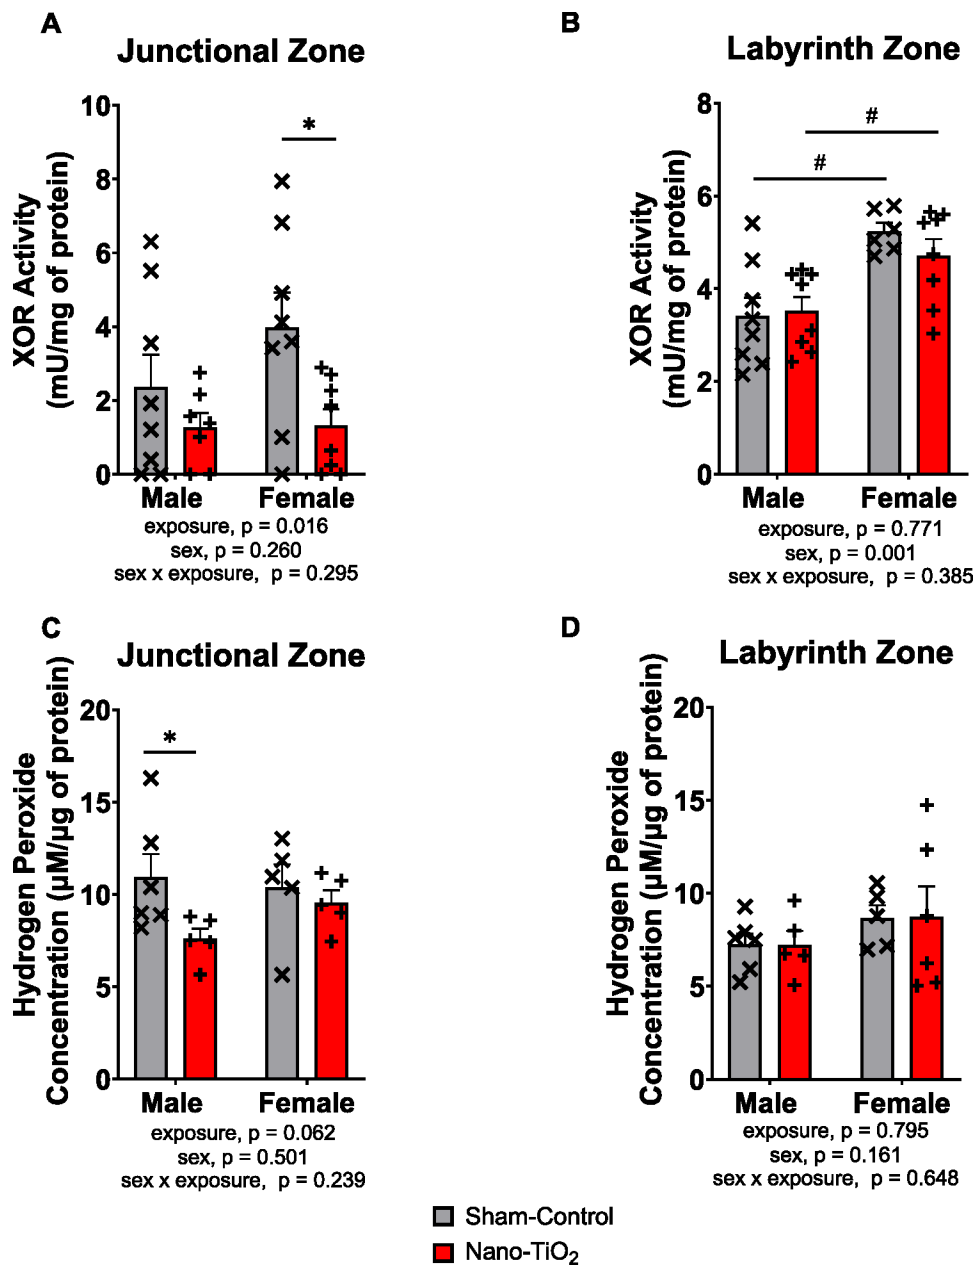 A
Junctional Zone
XOR Activity
(mU/mg of protein)
10
8
6
4
2
0
*
Male
Female
exposure, p = 0.016
sex, p = 0.260
sex x exposure, p = 0.295
B
Labyrinth Zone
XOR Activity
(mU/mg of protein)
8
6
4
2
0
#
#
Male
Female
exposure, p = 0.771
sex, p = 0.001
sex x exposure, p = 0.385
C
Junctional Zone
Hydrogen Peroxide
Concentration (µM/µg of protein)
20
15
10
5
0
*
Male
Female
exposure, p = 0.062
sex, p = 0.501
sex x exposure, p = 0.239
D
Labyrinth Zone
Hydrogen Peroxide
Concentration (µM/µg of protein)
20
15
10
5
0
Male
Female
exposure, p = 0.795
sex, p = 0.161
sex x exposure, p = 0.648
Sham-Control
Nano-TiO₂